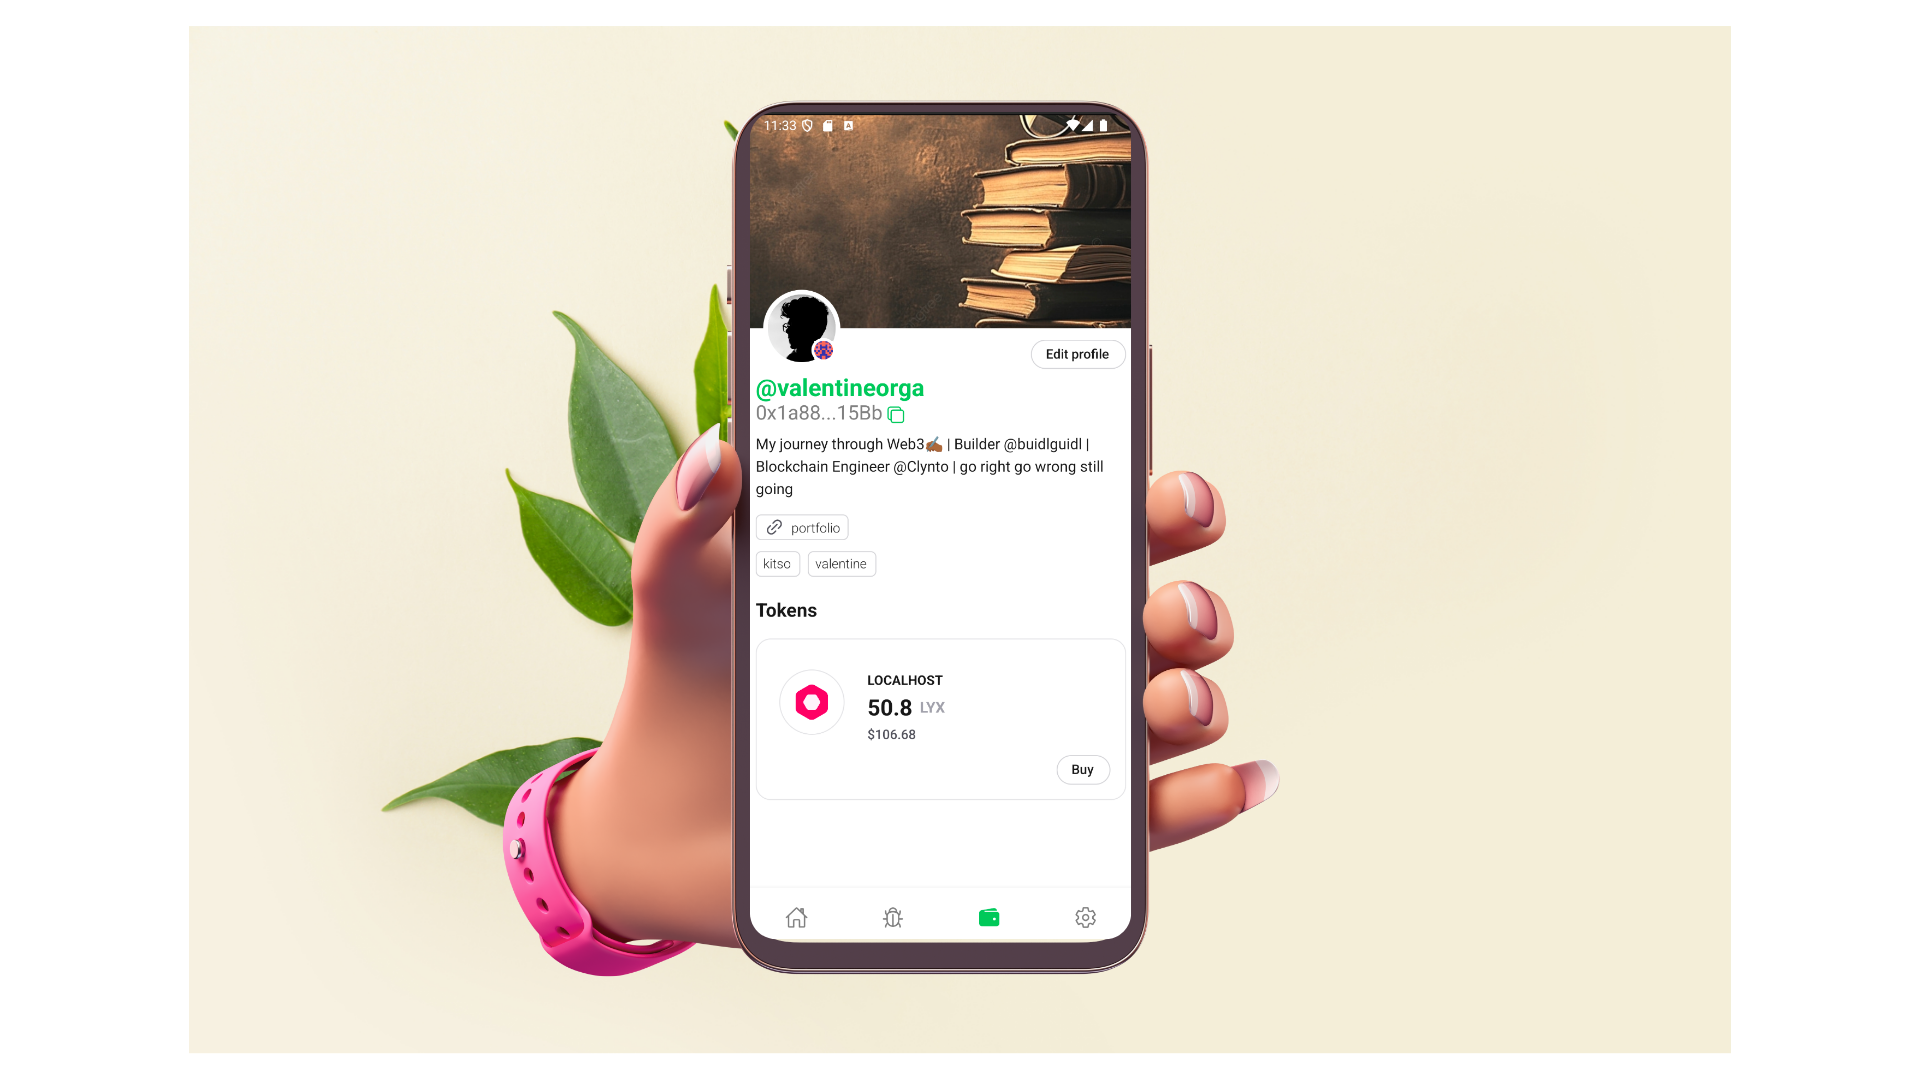 11:33
@valentineorga
0x1a88...15Bb
My journey through Web3✍🏾 | Builder @buidlguidl |
Blockchain Engineer @Clynto | go right go wrong still
going
portfolio
kitso valentine
Tokens
LOCALHOST
50.8 LYX
$106.68
Buy
Edit profile